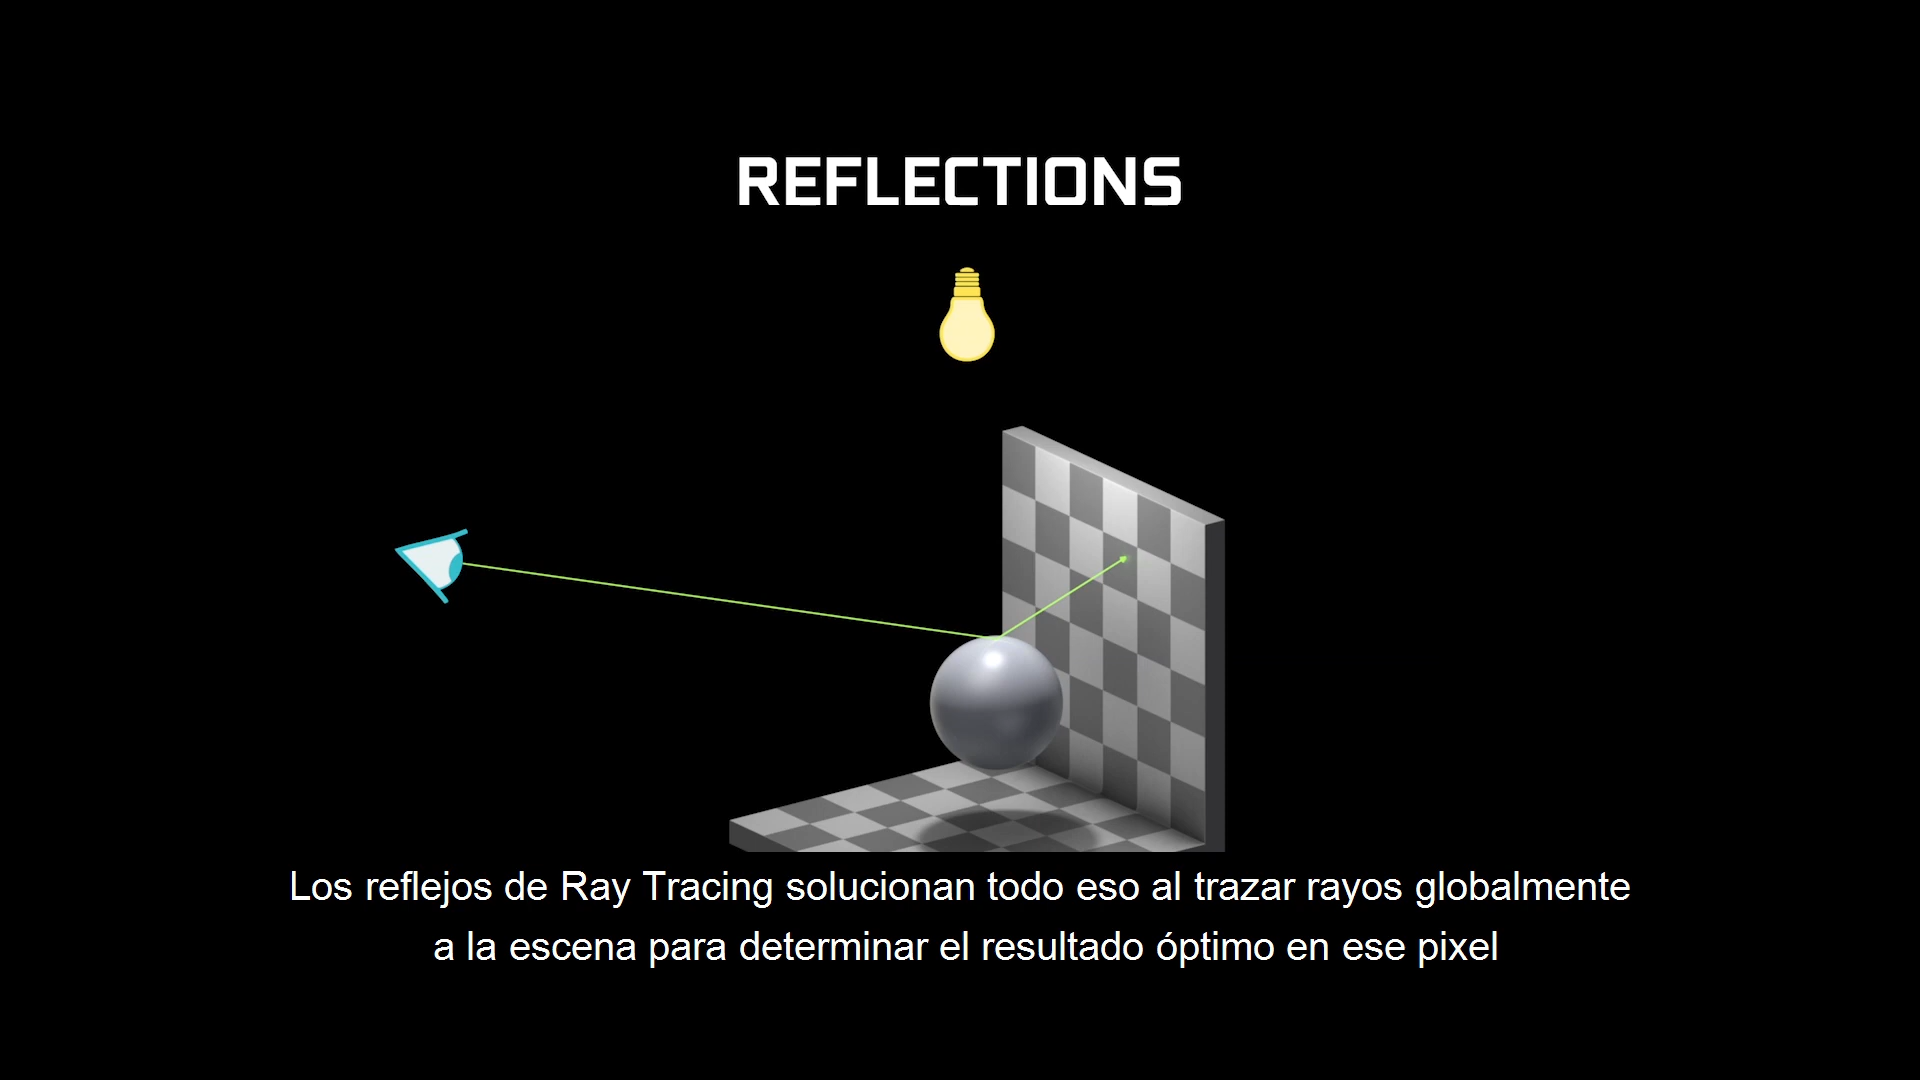 REFLECTIONS
Los reflejos de Ray Tracing solucionan todo eso al trazar rayos globalmente
a la escena para determinar el resultado óptimo en ese pixel